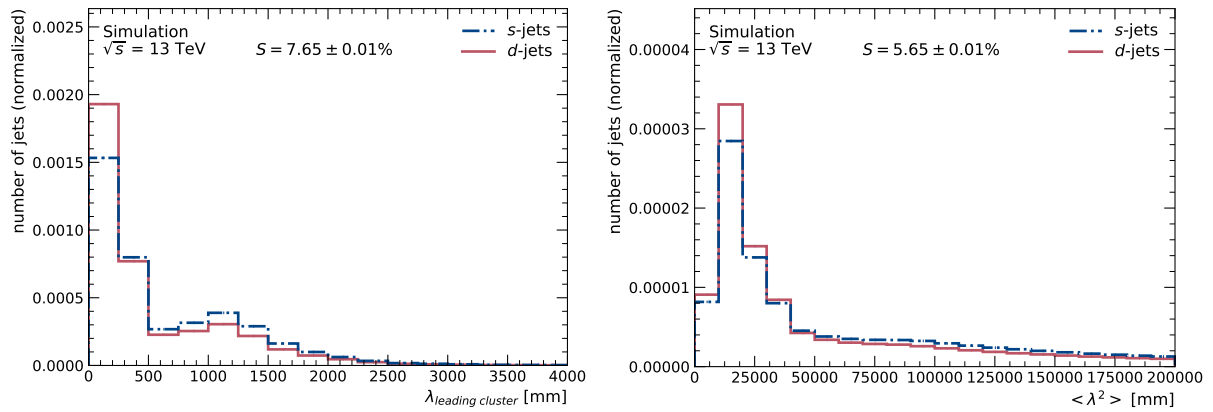 number of jets (normalized)
0.0025
0.0020
0.0015
0.0010
0.0005
0.0000
Simulation
√s = 13 TeV
S = 7.65 ± 0.01%
s-jets
d-jets
0 500 1000 1500 2000 2500 3000 3500 4000
λleading cluster [mm]
number of jets (normalized)
0.00004
0.00003
0.00002
0.00001
0.00000
Simulation
√s = 13 TeV
S = 5.65 ± 0.01%
s-jets
d-jets
0 25000 50000 75000 100000 125000 150000 175000 200000
< λ² > [mm]